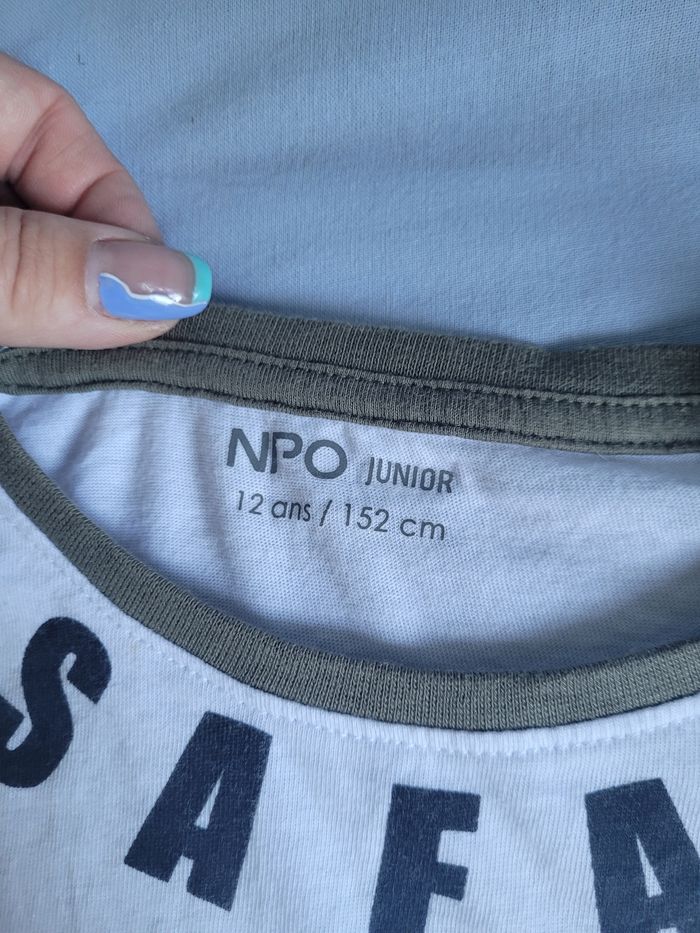 NPO JUNIOR
12 ans / 152 cm
SAFA